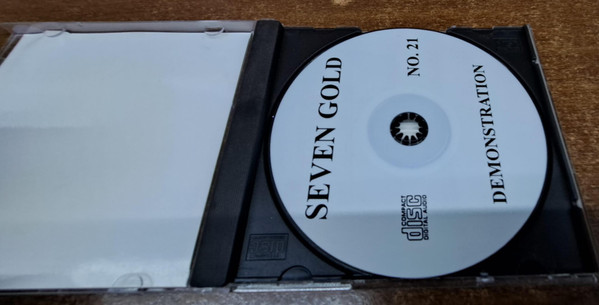 SEVEN GOLD
NO. 21
COMPACT
disc
DIGITAL AUDIO
DEMONSTRATION